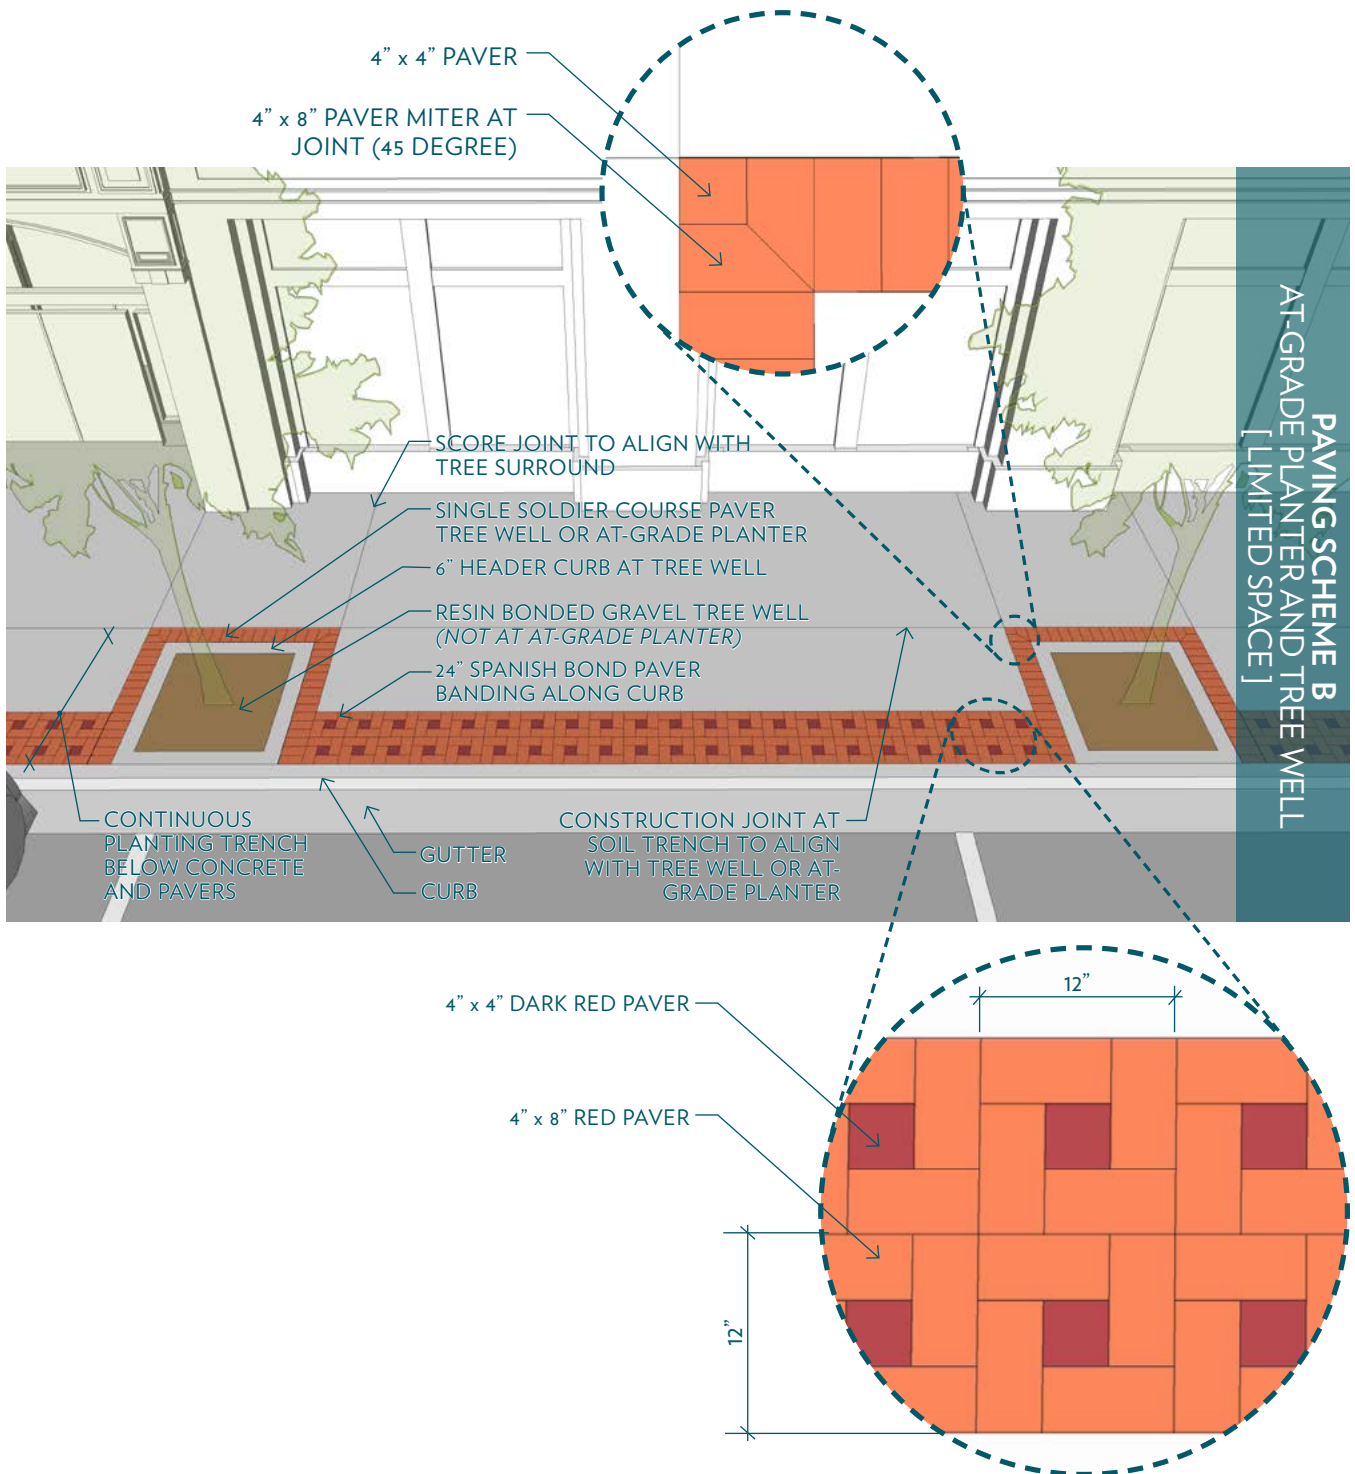 4” x 4” PAVER
4” x 8” PAVER MITER AT
JOINT (45 DEGREE)
PAVING SCHEME B
AT-GRADE PLANTER AND TREE WELL
[ LIMITED SPACE ]
SCORE JOINT TO ALIGN WITH
TREE SURROUND
SINGLE SOLDIER COURSE PAVER
TREE WELL OR AT-GRADE PLANTER
6” HEADER CURB AT TREE WELL
RESIN BONDED GRAVEL TREE WELL
(NOT AT AT-GRADE PLANTER)
24” SPANISH BOND PAVER
BANDING ALONG CURB
CONTINUOUS
PLANTING TRENCH
BELOW CONCRETE
AND PAVERS
GUTTER
CURB
CONSTRUCTION JOINT AT
SOIL TRENCH TO ALIGN
WITH TREE WELL OR AT-
GRADE PLANTER
4” x 4” DARK RED PAVER
4” x 8” RED PAVER
12”
12”